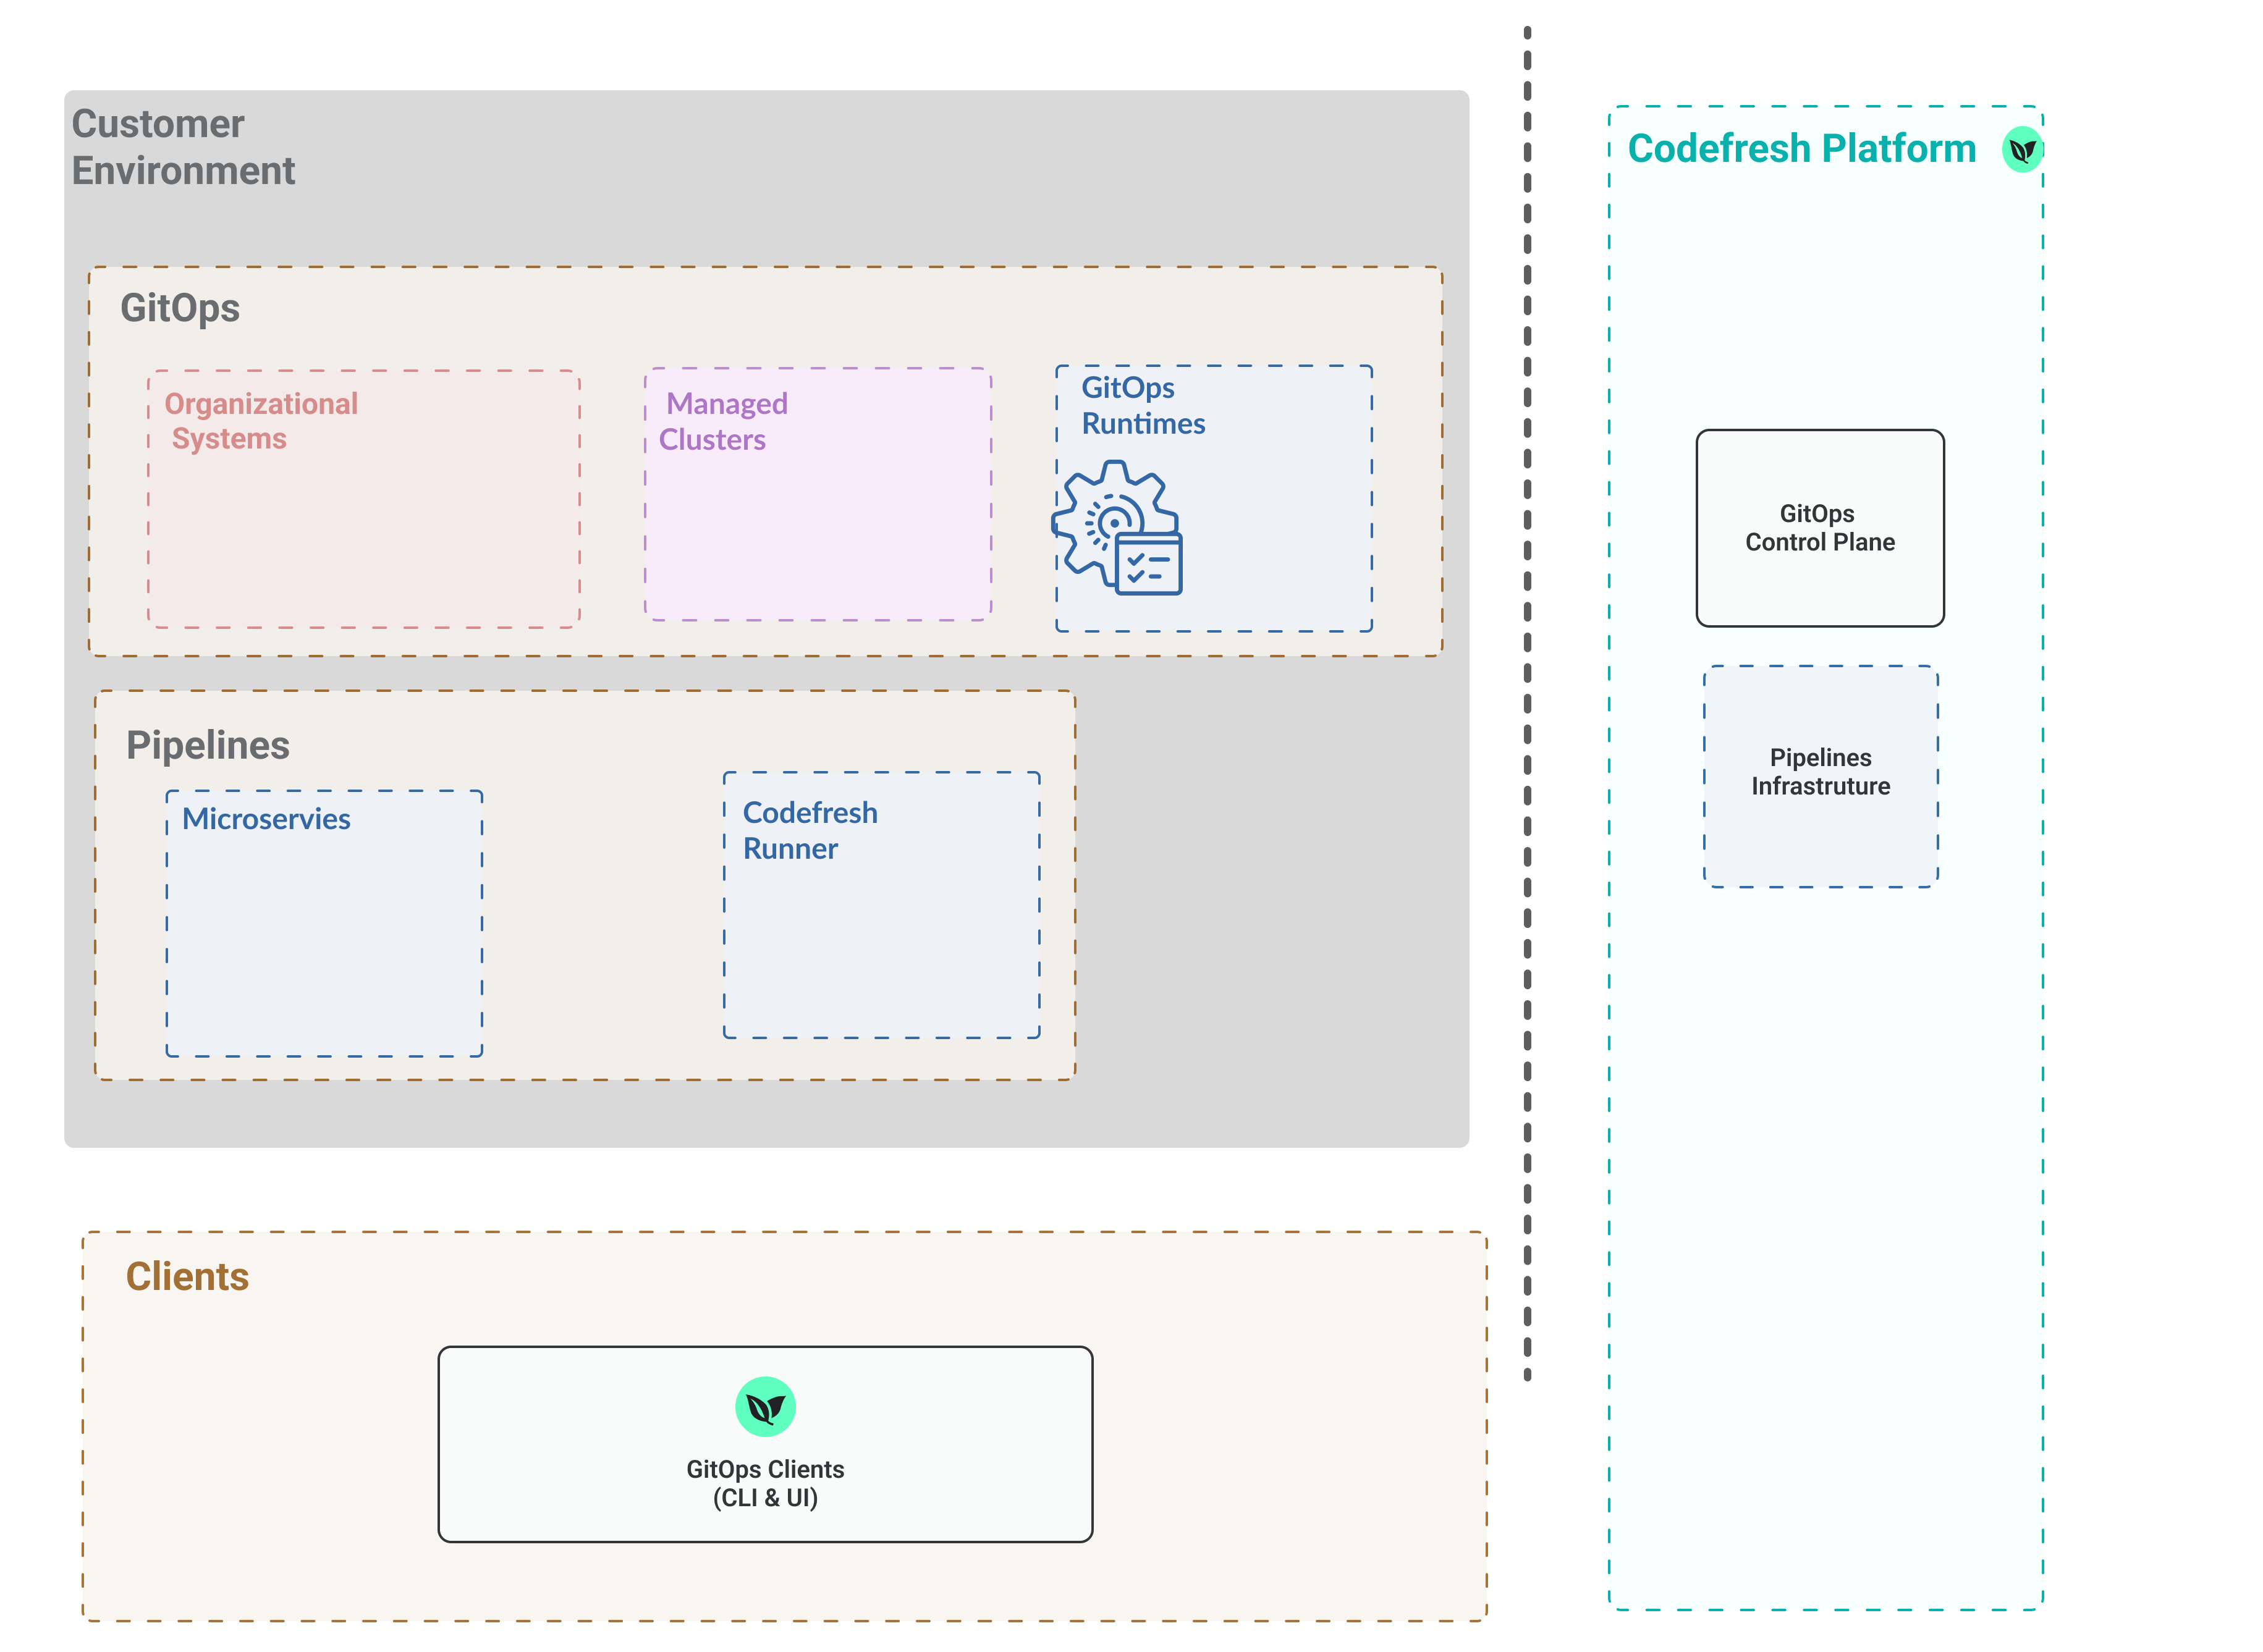 Customer
Environment
GitOps
Organizational
Systems
Managed
Clusters
GitOps
Runtimes
Pipelines
Microservies
Codefresh
Runner
Clients
GitOps Clients
(CLI & UI)
Codefresh Platform
GitOps
Control Plane
Pipelines
Infrastruture